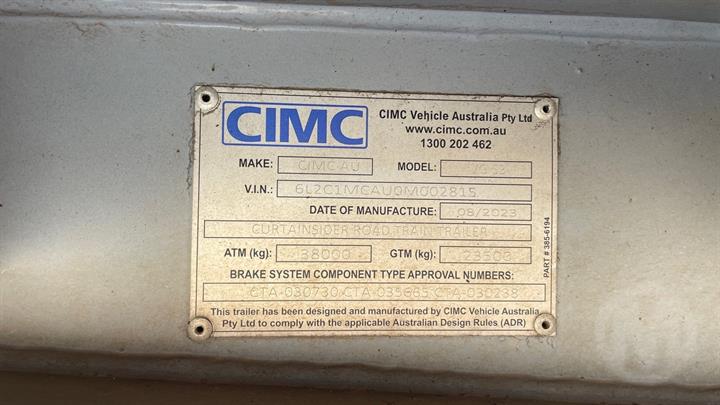 CIMC
CIMC Vehicle Australia Pty Ltd
www.cimc.com.au
1300 202 462
MAKE: CIMC-AU MODEL:
V.I.N.: 6L2C1MCAU0M002815
DATE OF MANUFACTURE: 08/2023
CURTAINSIDER ROAD TRAIN TRAILER
ATM (kg): 38000 GTM (kg):
BRAKE SYSTEM COMPONENT TYPE APPROVAL NUMBERS:
CTA-030730 CTA-035665 CTA-030238
This trailer has been designed and manufactured by CIMC Vehicle Australia
Pty Ltd to comply with the applicable Australian Design Rules (ADR)
PART # 385-6194